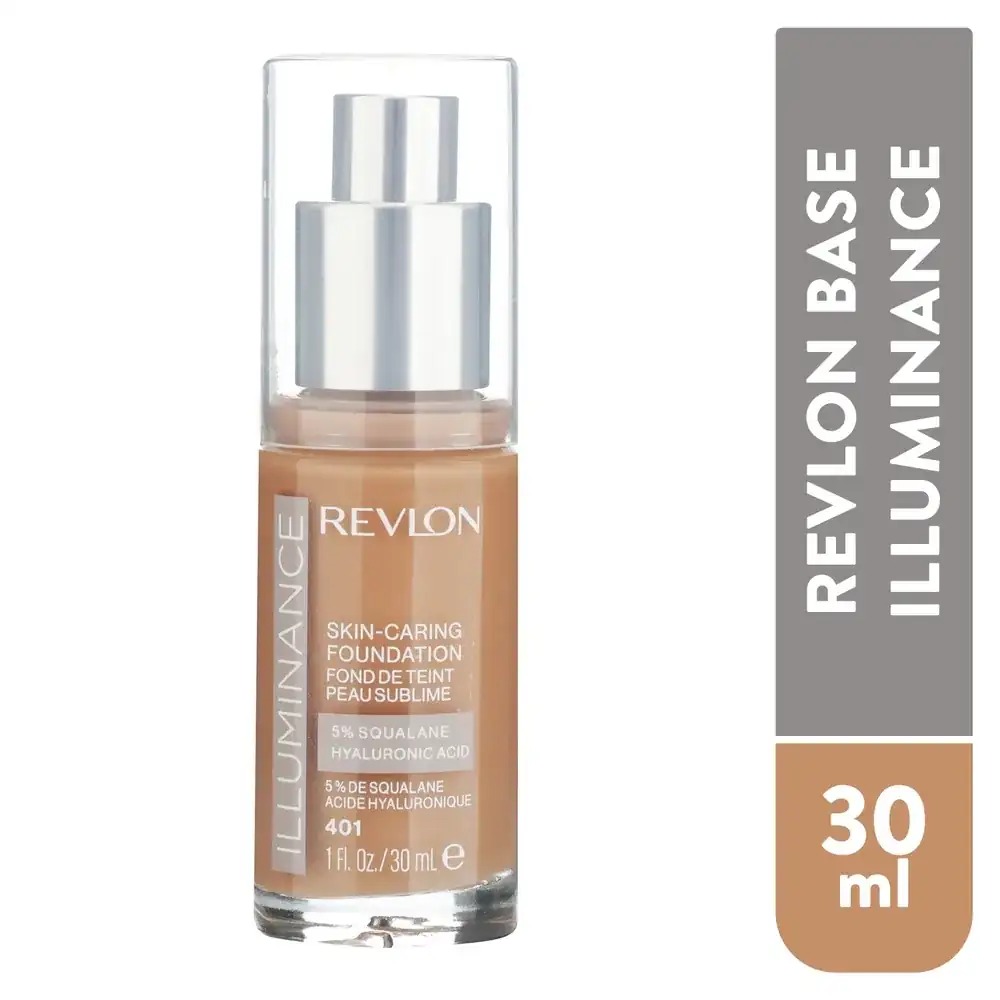 REVLON
ILLUMINANCE
SKIN-CARING
FOUNDATION
FOND DE TEINT
PEAU SUBLIME
5% SQUALANE
HYALURONIC ACID
5% DE SQUALANE
ACIDE HYALURONIQUE
401
1 Fl. Oz./30 mL e
REVLON BASE
ILLUMINANCE
30
ml